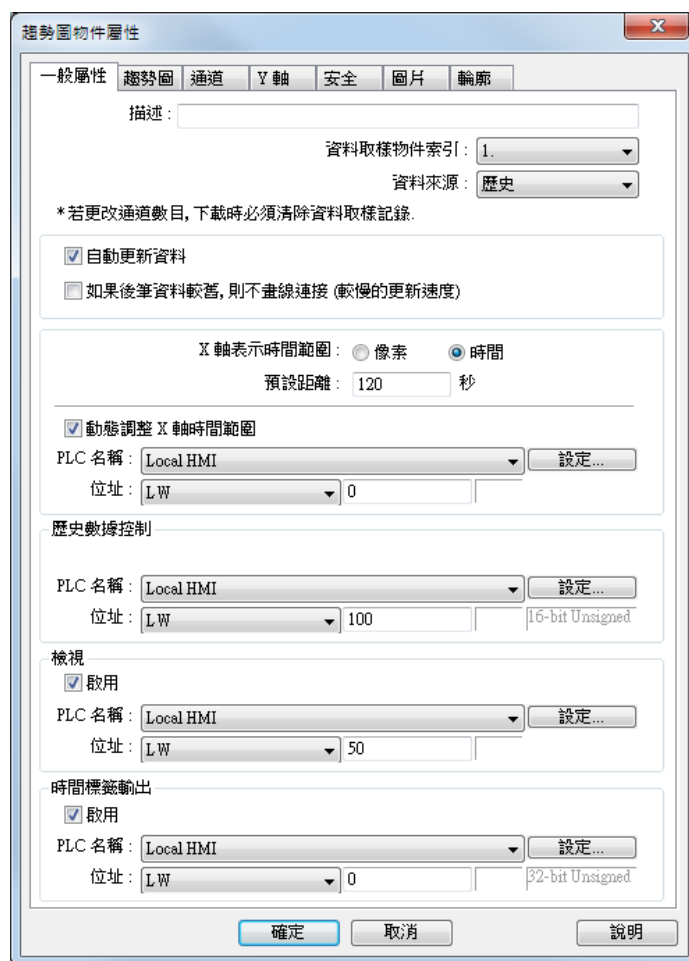 趨勢圖物件屬性
一般屬性 趨勢圖 通道 Y 軸 安全 圖片 輪廓
描述 :
資料取樣物件索引 : 1.
資料來源 : 歷史
*若更改通道數目, 下載時必須清除資料取樣記錄.
自動更新資料
如果後筆資料較舊, 則不畫線連接 (較慢的更新速度)
X 軸表示時間範圍 : 像素 時間
預設距離 : 120 秒
動態調整 X 軸時間範圍
PLC 名稱 : Local HMI 設定...
位址 : LW 0
歷史數據控制
PLC 名稱 : Local HMI 設定...
位址 : LW 100 16-bit Unsigned
檢視
啟用
PLC 名稱 : Local HMI 設定...
位址 : LW 50
時間標籤輸出
啟用
PLC 名稱 : Local HMI 設定...
位址 : LW 0 32-bit Unsigned
確定 取消 說明